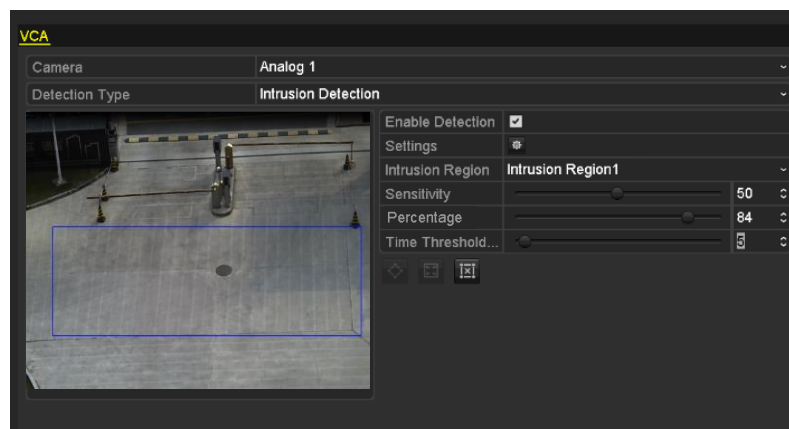 VCA
Camera Analog 1
Detection Type Intrusion Detection
Enable Detection
Settings
Intrusion Region Intrusion Region1
Sensitivity 50
Percentage 84
Time Threshold... 5